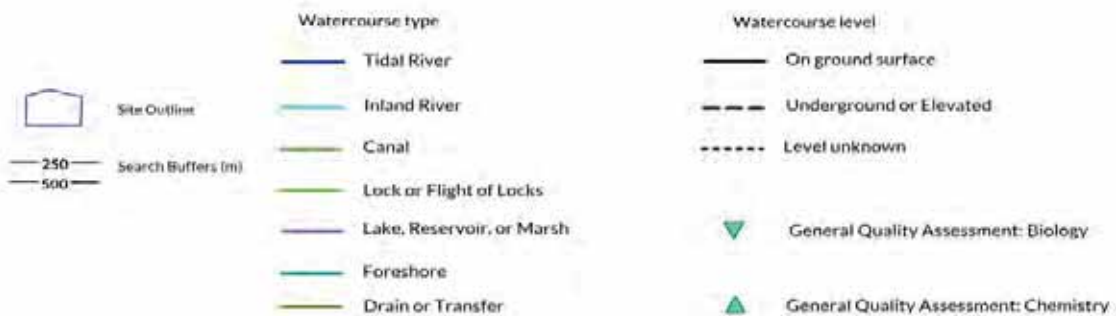 Watercourse type
Watercourse level
Tidal River
On ground surface
Site Outline
Inland River
Underground or Elevated
250
Search Buffers (m)
500
Canal
Level unknown
Lock or Flight of Locks
Lake, Reservoir, or Marsh
General Quality Assessment: Biology
Foreshore
Drain or Transfer
General Quality Assessment: Chemistry